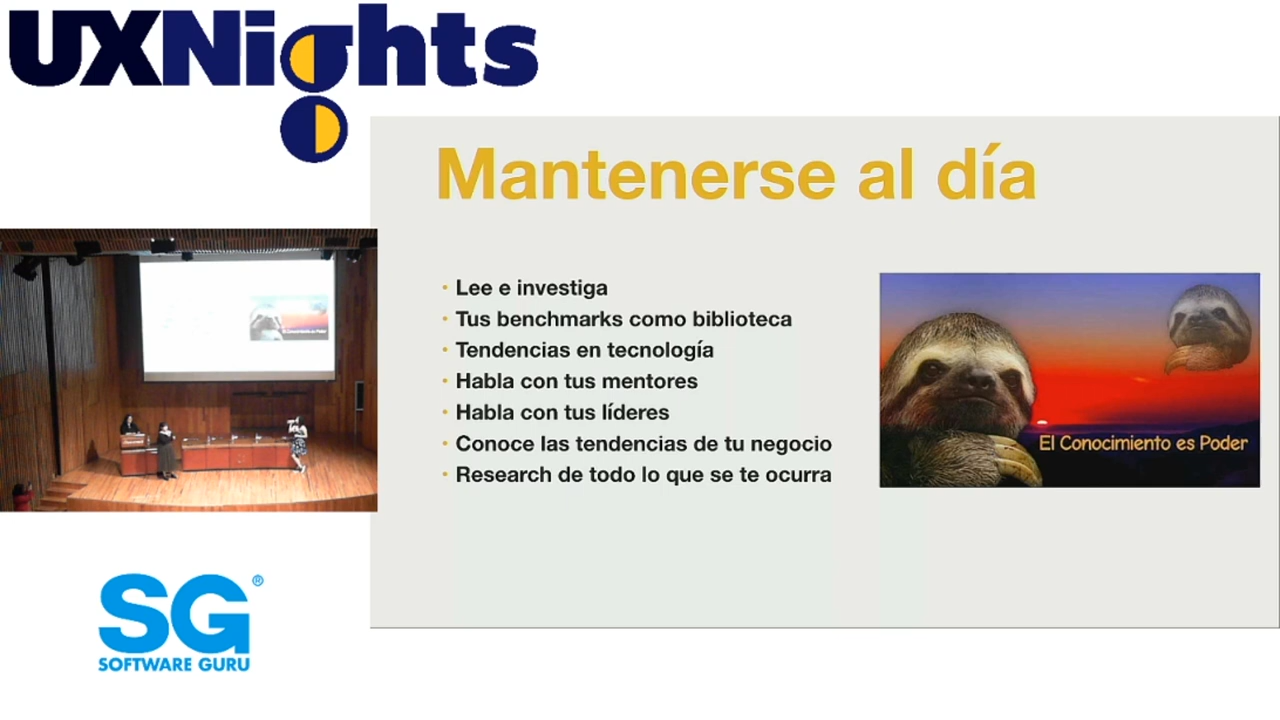 UXNights
Mantenerse al día
• Lee e investiga
• Tus benchmarks como biblioteca
• Tendencias en tecnología
• Habla con tus mentores
• Habla con tus líderes
• Conoce las tendencias de tu negocio
• Research de todo lo que se te ocurra
El Conocimiento es Poder
SG®
SOFTWARE GURU